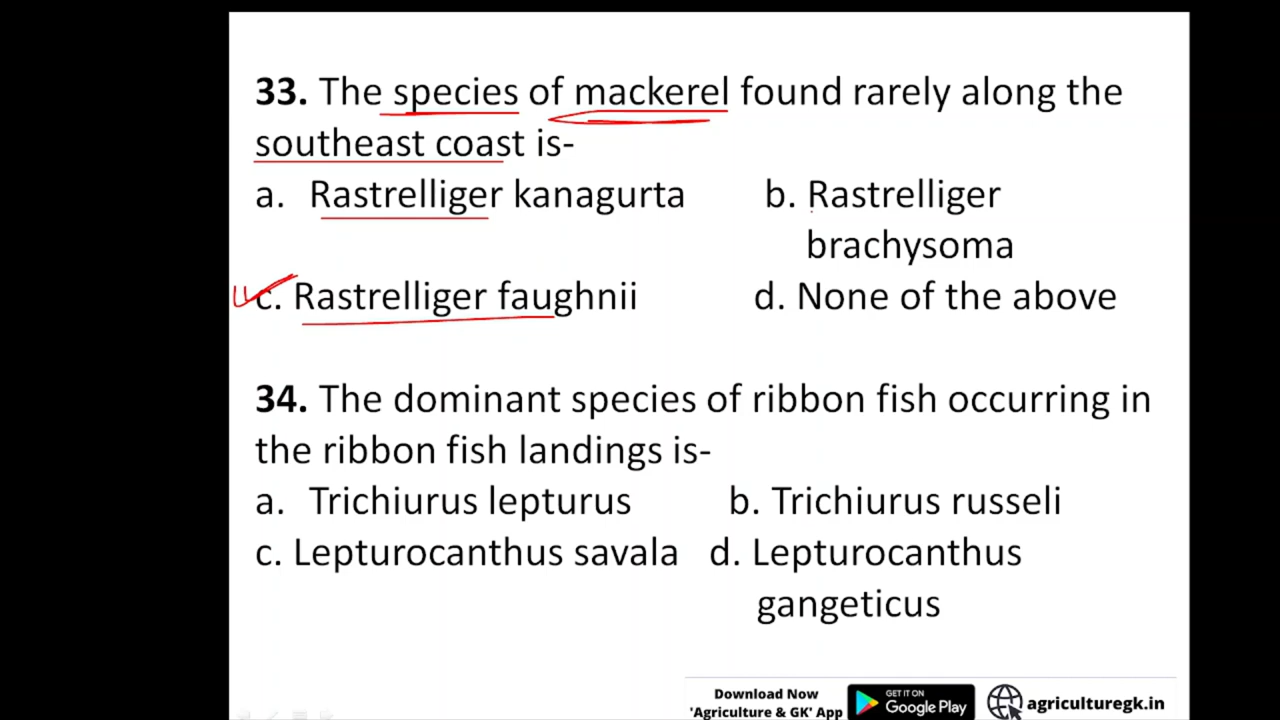 33. The species of mackerel found rarely along the
southeast coast is-
a. Rastrelliger kanagurta b. Rastrelliger
brachysoma
c. Rastrelliger faughnii d. None of the above
34. The dominant species of ribbon fish occurring in
the ribbon fish landings is-
a. Trichiurus lepturus b. Trichiurus russeli
c. Lepturocanthus savala d. Lepturocanthus
gangeticus
Download Now
'Agriculture & GK' App
GET IT ON
Google Play
agriculturegk.in